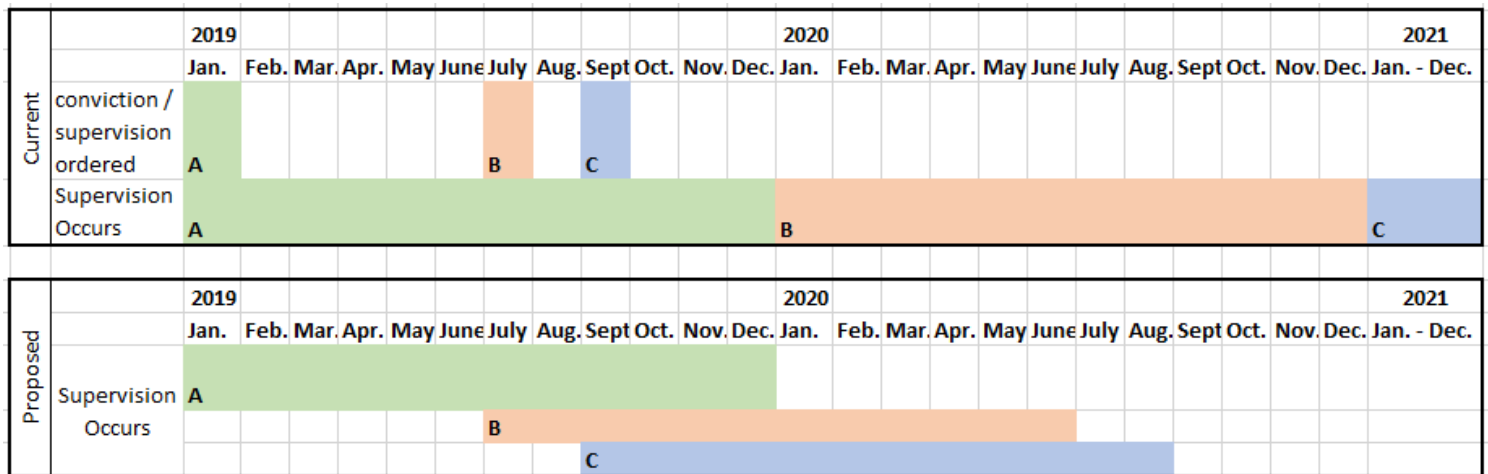 2019 2020 2021
Jan. Feb. Mar. Apr. May June July Aug. Sept Oct. Nov. Dec. Jan. Feb. Mar. Apr. May June July Aug. Sept Oct. Nov. Dec. Jan. - Dec.
Current
conviction /
supervision
ordered A B C
Supervision
Occurs A B C
2019 2020 2021
Jan. Feb. Mar. Apr. May June July Aug. Sept Oct. Nov. Dec. Jan. Feb. Mar. Apr. May June July Aug. Sept Oct. Nov. Dec. Jan. - Dec.
Proposed
Supervision A
Occurs B
C